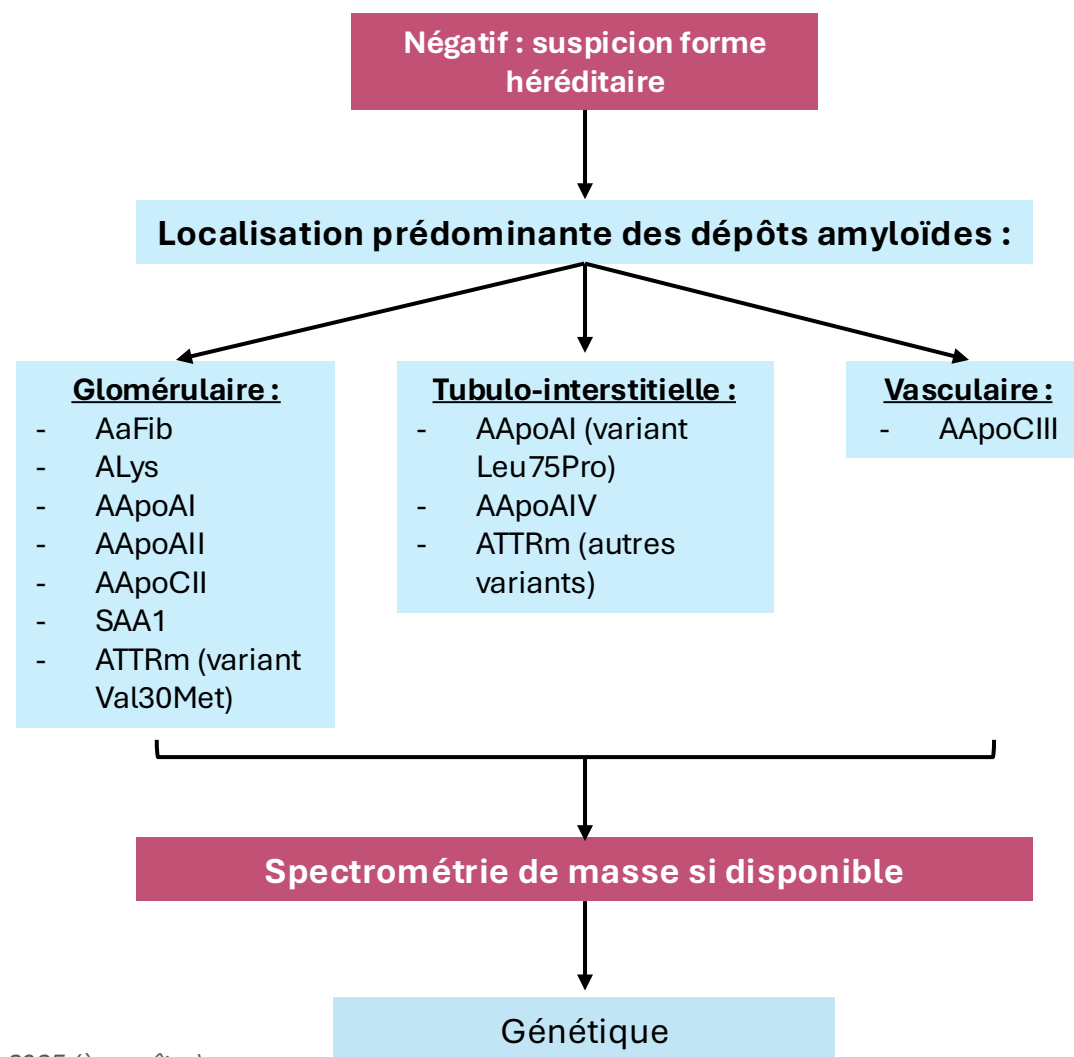 Négatif : suspicion forme
héréditaire
Localisation prédominante des dépôts amyloïdes :
Glomérulaire :
- AaFib
- ALys
- AApoAI
- AApoAII
- AApoCII
- SAA1
- ATTRm (variant
Val30Met)
Tubulo-interstitielle :
- AApoAI (variant
Leu75Pro)
- AApoAIV
- ATTRm (autres
variants)
Vasculaire :
- AApoCIII
Spectrométrie de masse si disponible
Génétique